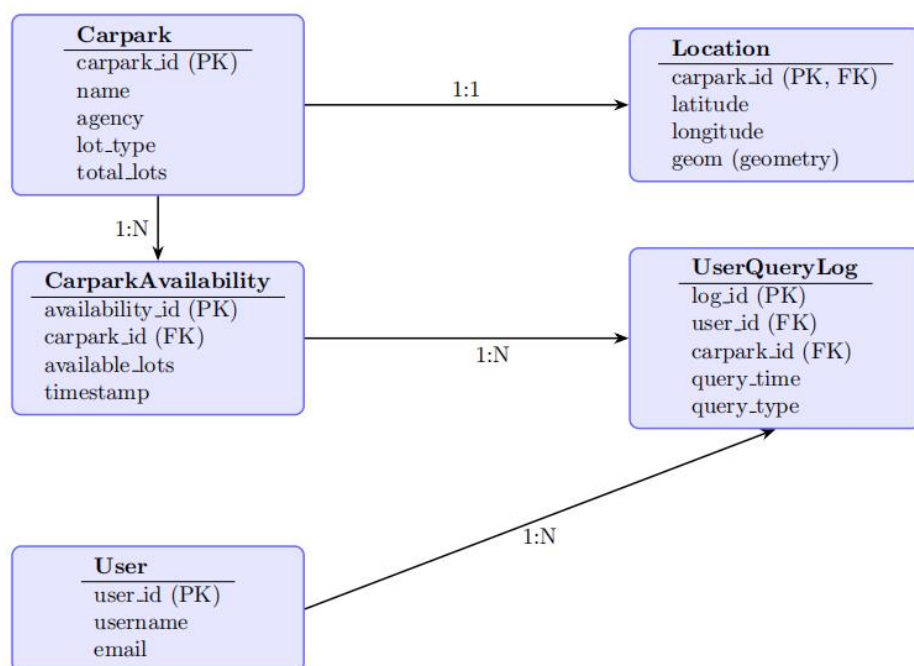 Carpark
carpark_id (PK)
name
agency
lot_type
total_lots
1:1
Location
carpark_id (PK, FK)
latitude
longitude
geom (geometry)
1:N
CarparkAvailability
availability_id (PK)
carpark_id (FK)
available_lots
timestamp
1:N
UserQueryLog
log_id (PK)
user_id (FK)
carpark_id (FK)
query_time
query_type
1:N
User
user_id (PK)
username
email